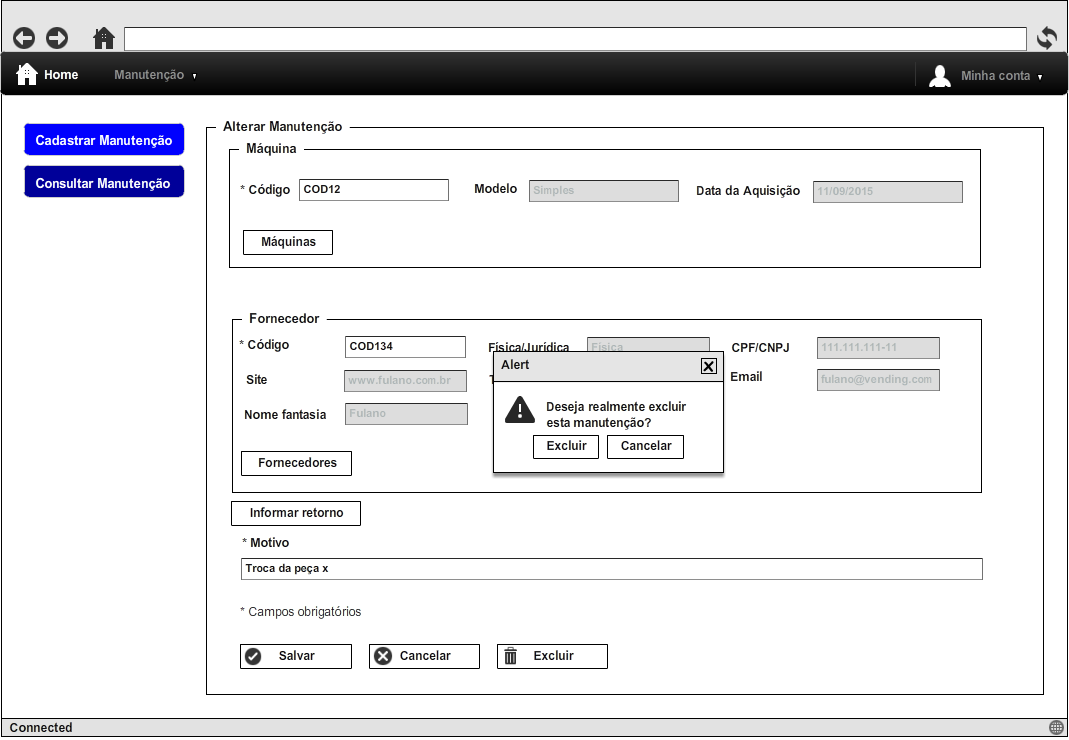 Home
Manutenção
Minha conta
Cadastrar Manutenção
Consultar Manutenção
Alterar Manutenção
Máquina
* Código COD12 Modelo Simples Data da Aquisição 11/09/2015
Máquinas
Fornecedor
* Código COD134 Física/Jurídica Física CPF/CNPJ 111.111.111-11
Site www.fulano.com.br Email fulano@vending.com
Nome fantasia Fulano
Fornecedores
Alert
Deseja realmente excluir
esta manutenção?
Excluir Cancelar
Informar retorno
* Motivo
Troca da peça x
* Campos obrigatórios
Salvar Cancelar Excluir
Connected